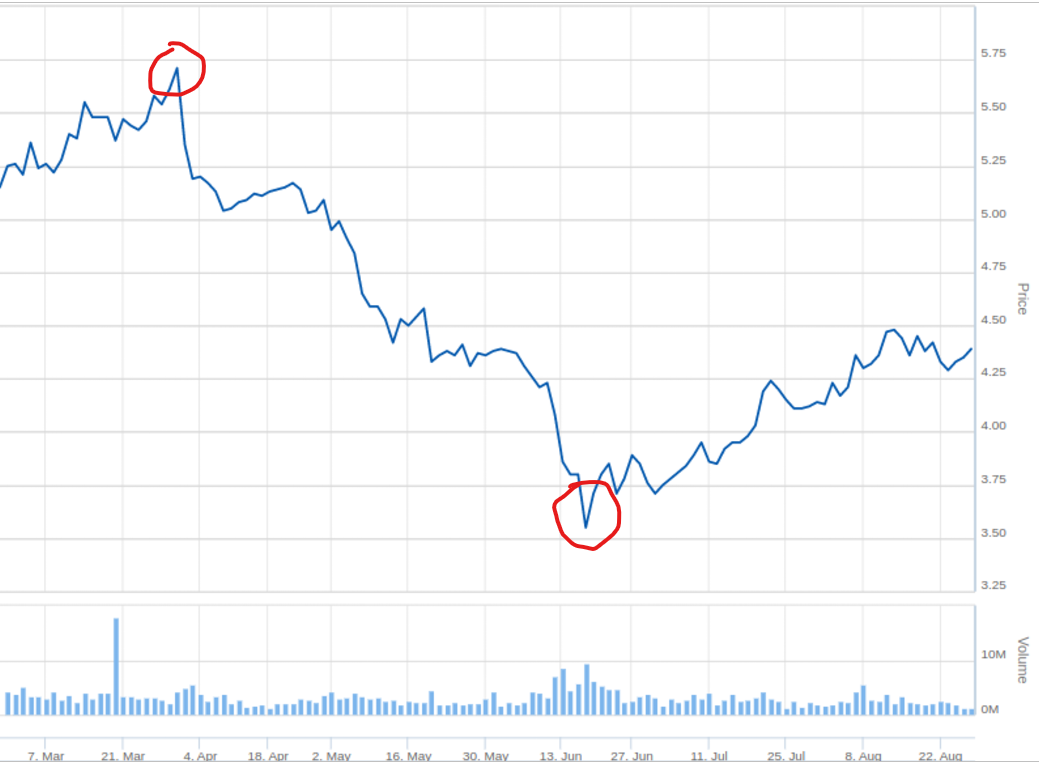 5.75
5.50
5.25
5.00
4.75
Price
4.50
4.25
4.00
3.75
3.50
3.25
Volume
10M
0M
7. Mar 21. Mar 4. Apr 18. Apr 2. May 16. May 30. May 13. Jun 27. Jun 11. Jul 25. Jul 8. Aug 22. Aug